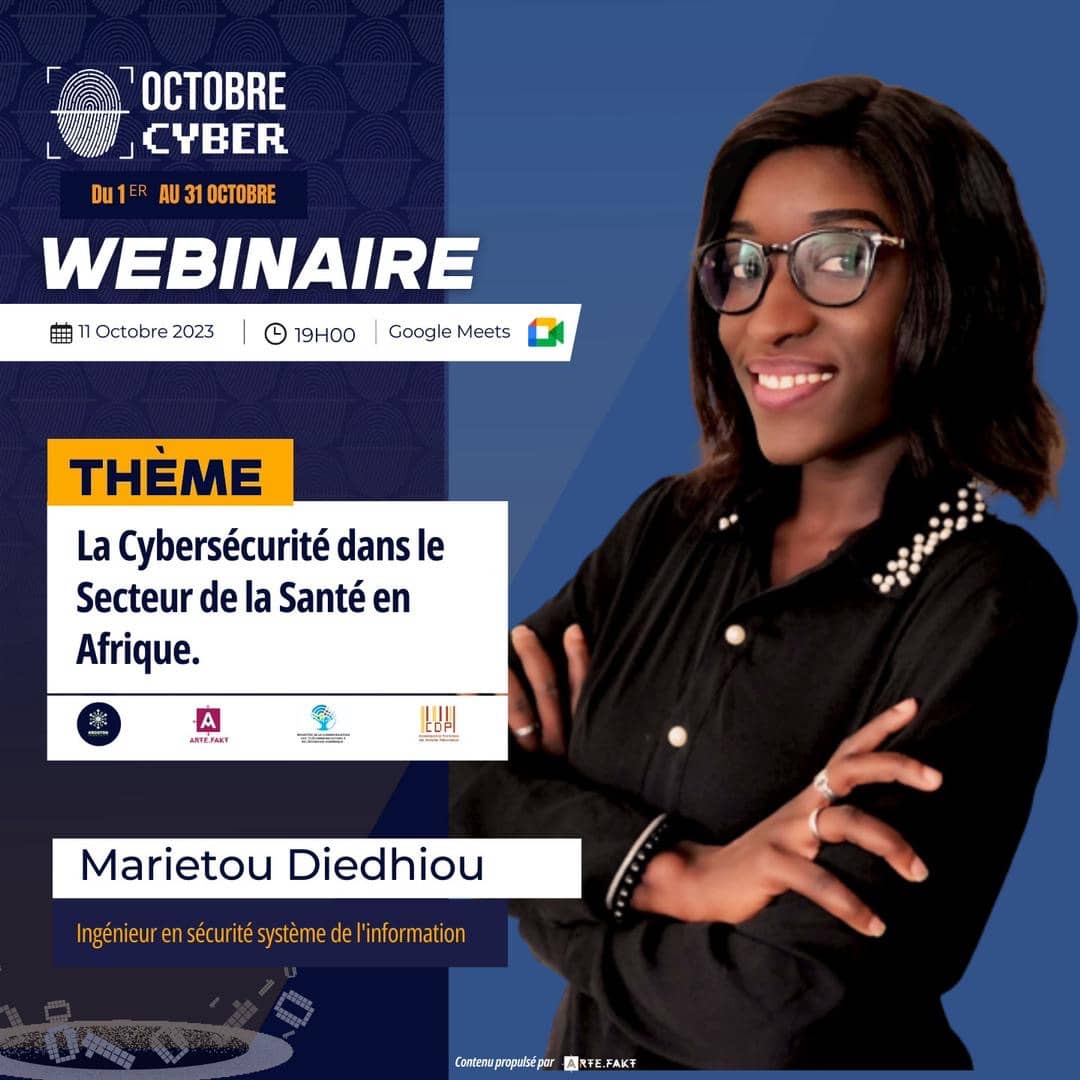 OCTOBRE
CYBER
Du 1ER AU 31 OCTOBRE
WEBINAIRE
11 Octobre 2023 | 19H00 | Google Meets
THÈME
La Cybersécurité dans le
Secteur de la Santé en
Afrique.
A
ARTE.FAKT
CDP
Marietou Diedhiou
Ingénieur en sécurité système de l'information
Contenu propulsé par ARTE.FAKT